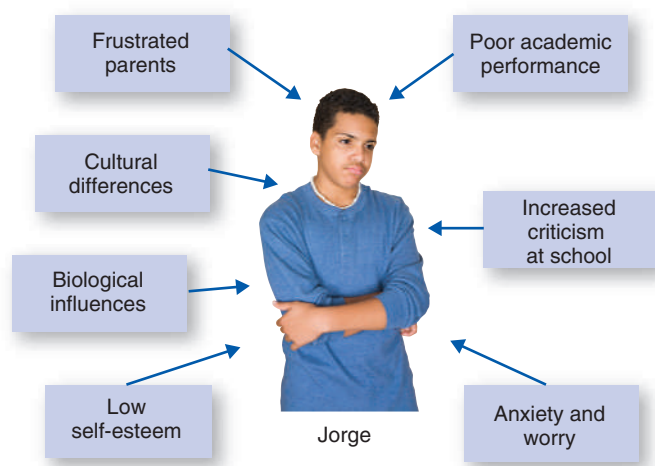 Frustrated
parents
Poor academic
performance
Cultural
differences
Increased
criticism
at school
Biological
influences
Low
self-esteem
Anxiety and
worry
Jorge